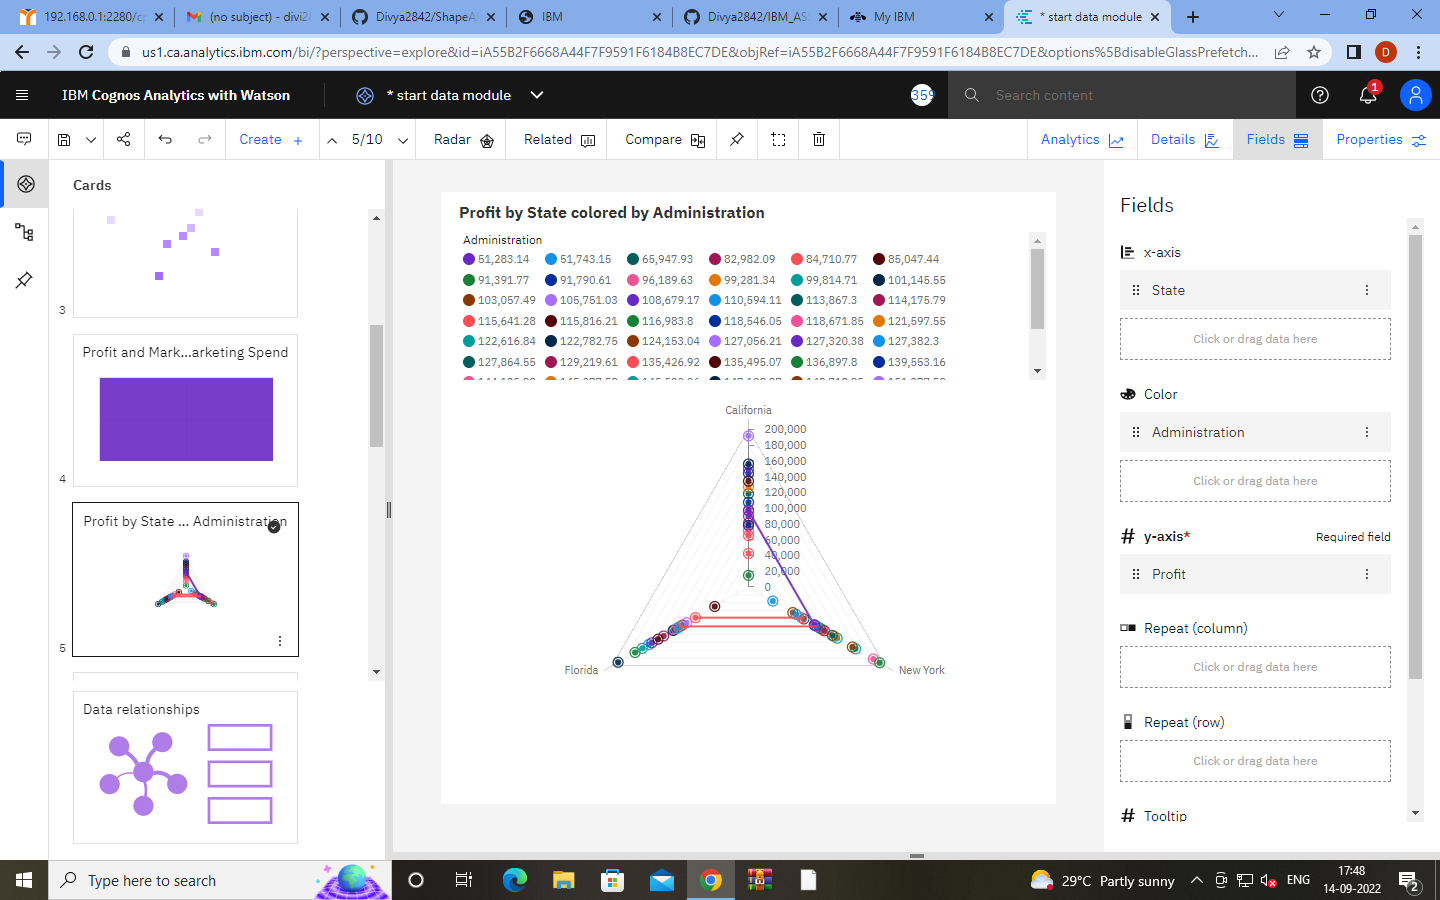 192.168.0.1:2280/cp
(no subject) - divi28
Divya2842/ShapeA
IBM
Divya2842/IBM_AS
My IBM
* start data module
us1.ca.analytics.ibm.com/bi/?perspective=explore&id=iA55B2F6668A44F7F9591F6184B8EC7DE&objRef=iA55B2F6668A44F7F9591F6184B8EC7DE&options%5BdisableGlassPrefetch...
D
IBM Cognos Analytics with Watson
* start data module
359
Search content
1
Create +
5/10
Radar
Related
Compare
Analytics
Details
Fields
Properties
Cards
3
Profit and Mark...arketing Spend
4
Profit by State ... Administration
5
Data relationships
Profit by State colored by Administration
Administration
51,283.14 51,743.15 65,947.93 82,982.09 84,710.77 85,047.44
91,391.77 91,790.61 96,189.63 99,281.34 99,814.71 101,145.55
103,057.49 105,751.03 108,679.17 110,594.11 113,867.3 114,175.79
115,641.28 115,816.21 116,983.8 118,546.05 118,671.85 121,597.55
122,616.84 122,782.75 124,153.04 127,056.21 127,320.38 127,382.3
127,864.55 129,219.61 135,426.92 135,495.07 136,897.8 139,553.16
California
200,000
180,000
160,000
140,000
120,000
100,000
80,000
60,000
40,000
20,000
0
Florida
New York
Fields
x-axis
State
Click or drag data here
Color
Administration
Click or drag data here
# y-axis*
Required field
Profit
Repeat (column)
Click or drag data here
Repeat (row)
Click or drag data here
# Tooltip
Type here to search
29°C Partly sunny
ENG
17:48
14-09-2022
2